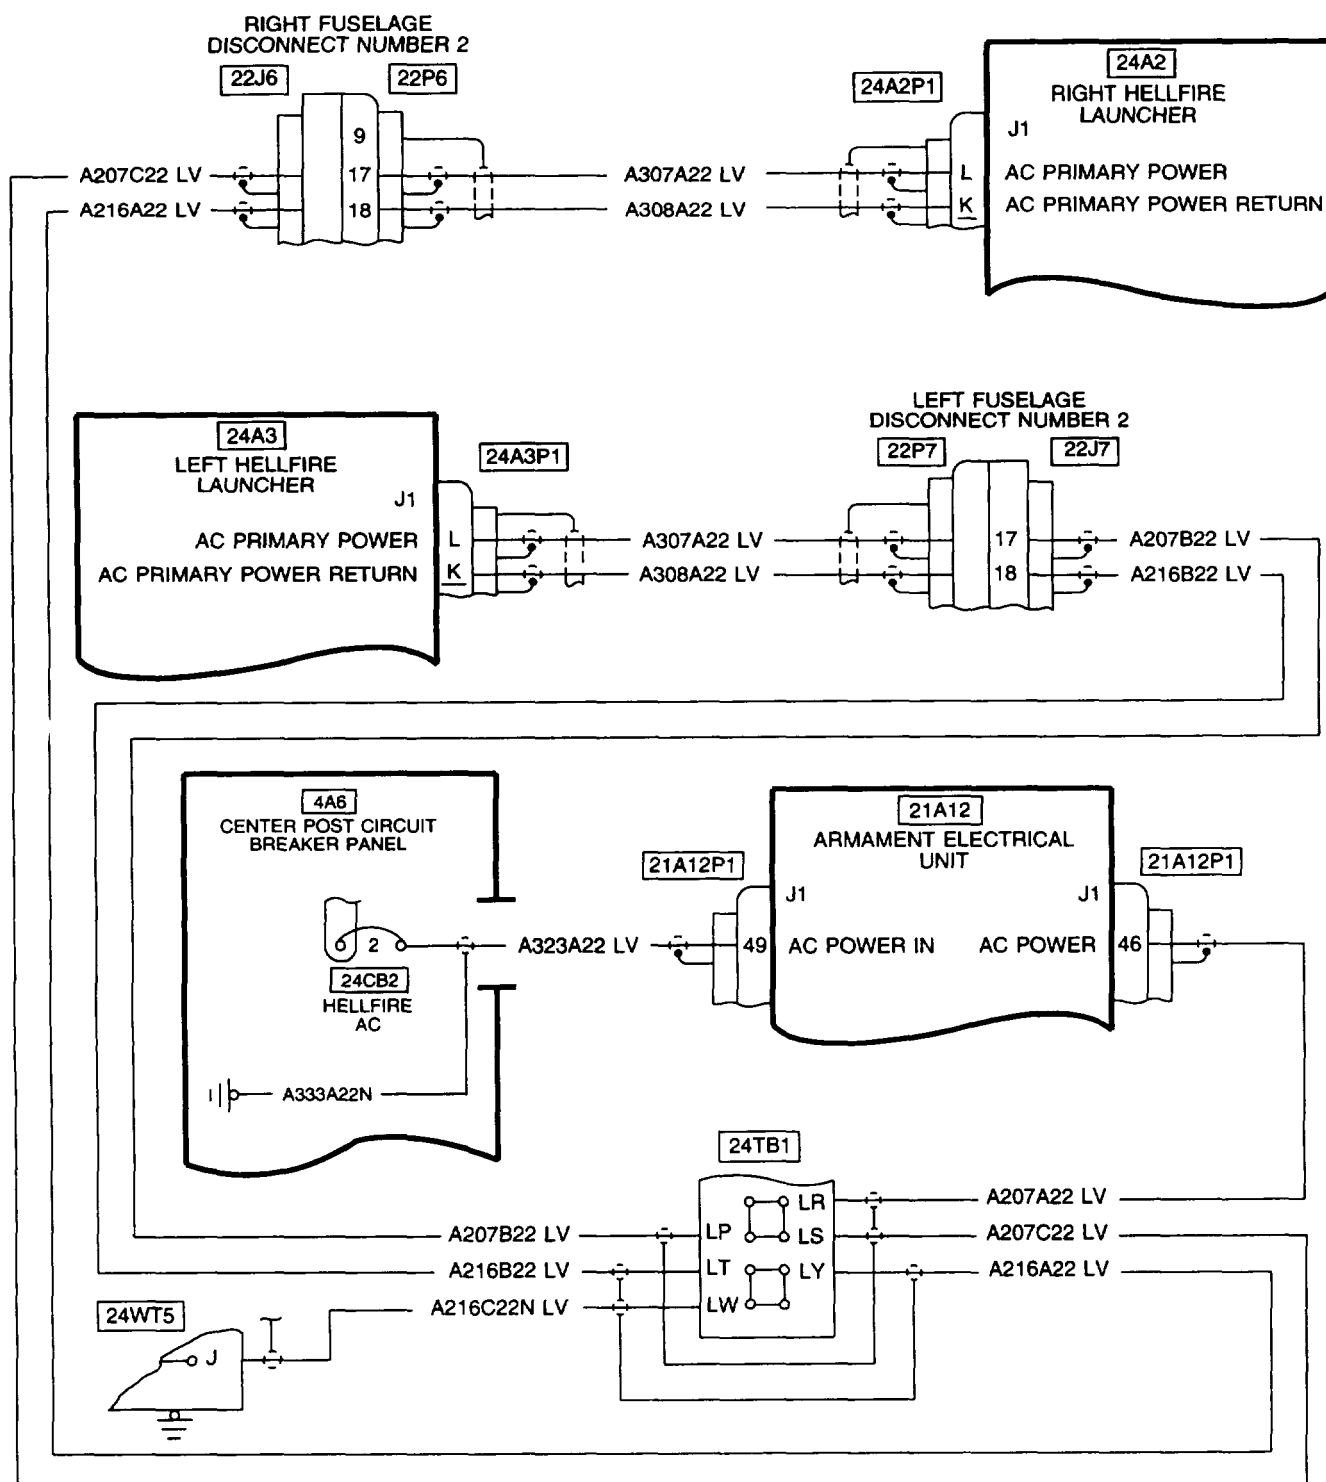 RIGHT FUSELAGE
DISCONNECT NUMBER 2
22J6
22P6
9
17
18
A207C22 LV
A216A22 LV
A307A22 LV
A308A22 LV
24A2P1
24A2
RIGHT HELLFIRE
LAUNCHER
J1
L AC PRIMARY POWER
K AC PRIMARY POWER RETURN
24A3
LEFT HELLFIRE
LAUNCHER
J1
24A3P1
AC PRIMARY POWER L
AC PRIMARY POWER RETURN K
A307A22 LV
A308A22 LV
LEFT FUSELAGE
DISCONNECT NUMBER 2
22P7
22J7
17
18
A207B22 LV
A216B22 LV
4A6
CENTER POST CIRCUIT
BREAKER PANEL
2
24CB2
HELLFIRE
AC
A323A22 LV
A333A22N
21A12P1
21A12
ARMAMENT ELECTRICAL
UNIT
21A12P1
J1
J1
49 AC POWER IN
AC POWER 46
24TB1
LR
LP
LS
LT
LY
LW
A207A22 LV
A207B22 LV
A207C22 LV
A216B22 LV
A216A22 LV
A216C22N LV
24WT5
J